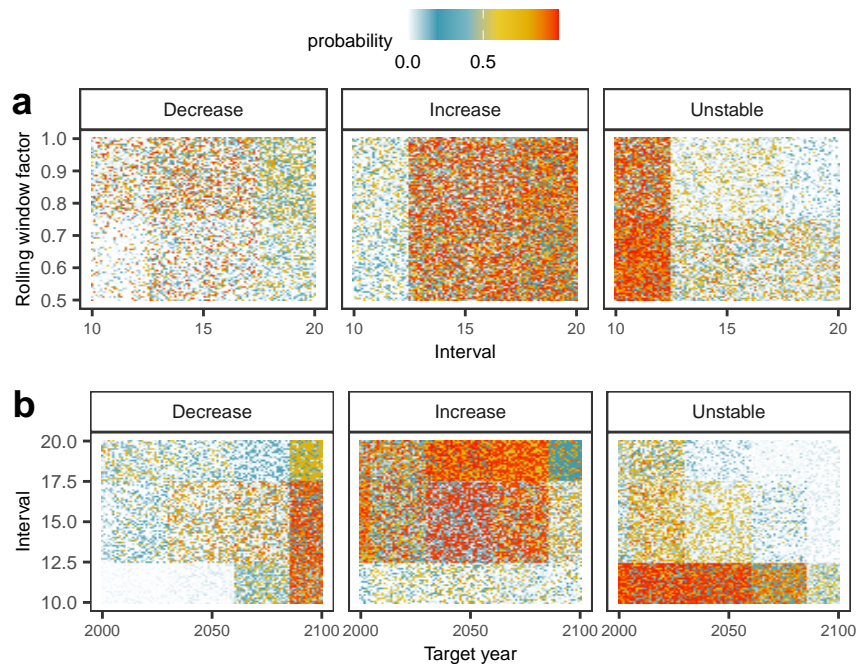 probability
0.0 0.5
a
Decrease Increase Unstable
Rolling window factor
1.0
0.9
0.8
0.7
0.6
0.5
10 15 20 10 15 20 10 15 20
Interval
b
Decrease Increase Unstable
Interval
20.0
17.5
15.0
12.5
10.0
2000 2050 2100 2000 2050 2100 2000 2050 2100
Target year